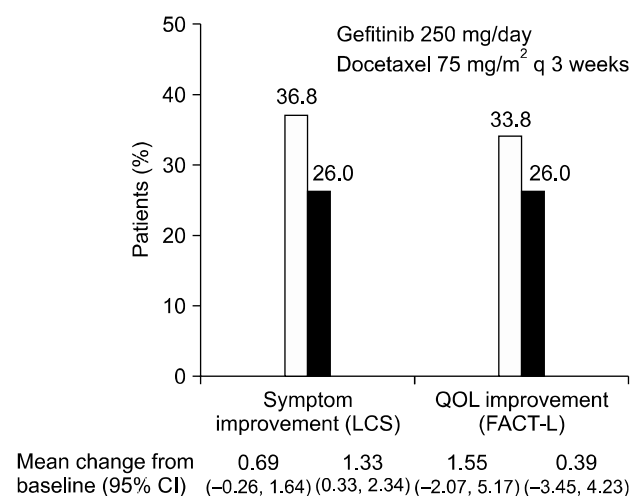 50
40
30
20
10
0
Patients (%)
Gefitinib 250 mg/day
Docetaxel 75 mg/m² q 3 weeks
36.8
26.0
33.8
26.0
Symptom
improvement (LCS)
QOL improvement
(FACT-L)
Mean change from 0.69 1.33 1.55 0.39
baseline (95% CI) (–0.26, 1.64) (0.33, 2.34) (–2.07, 5.17) (–3.45, 4.23)